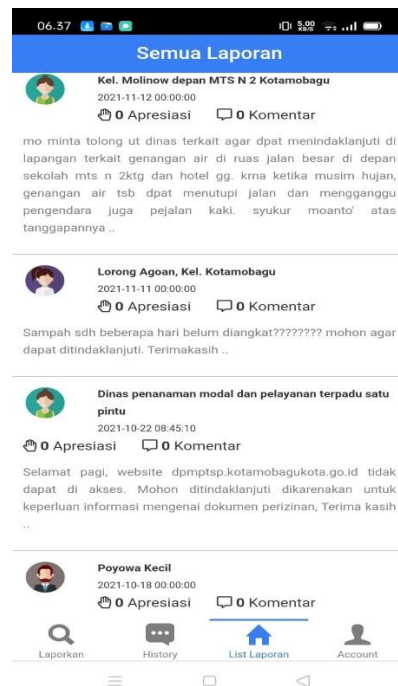 06.37
5.00
KB/S
Semua Laporan
Kel. Molinow depan MTS N 2 Kotamobagu
2021-11-12 00:00:00
0 Apresiasi 0 Komentar
mo minta tolong ut dinas terkait agar dpat menindaklanjuti di
lapangan terkait genangan air di ruas jalan besar di depan
sekolah mts n 2ktg dan hotel gg. krna ketika musim hujan,
genangan air tsb dpat menutupi jalan dan mengganggu
pengendara juga pejalan kaki. syukur moanto' atas
tanggapannya ..
Lorong Agoan, Kel. Kotamobagu
2021-11-11 00:00:00
0 Apresiasi 0 Komentar
Sampah sdh beberapa hari belum diangkat???????? mohon agar
dapat ditindaklanjuti. Terimakasih ..
Dinas penanaman modal dan pelayanan terpadu satu
pintu
2021-10-22 08:45:10
0 Apresiasi 0 Komentar
Selamat pagi, website dpmptsp.kotamobagukota.go.id tidak
dapat di akses. Mohon ditindaklanjuti dikarenakan untuk
keperluan informasi mengenai dokumen perizinan, Terima kasih
..
Poyowa Kecil
2021-10-18 00:00:00
0 Apresiasi 0 Komentar
Laporkan History List Laporan Account